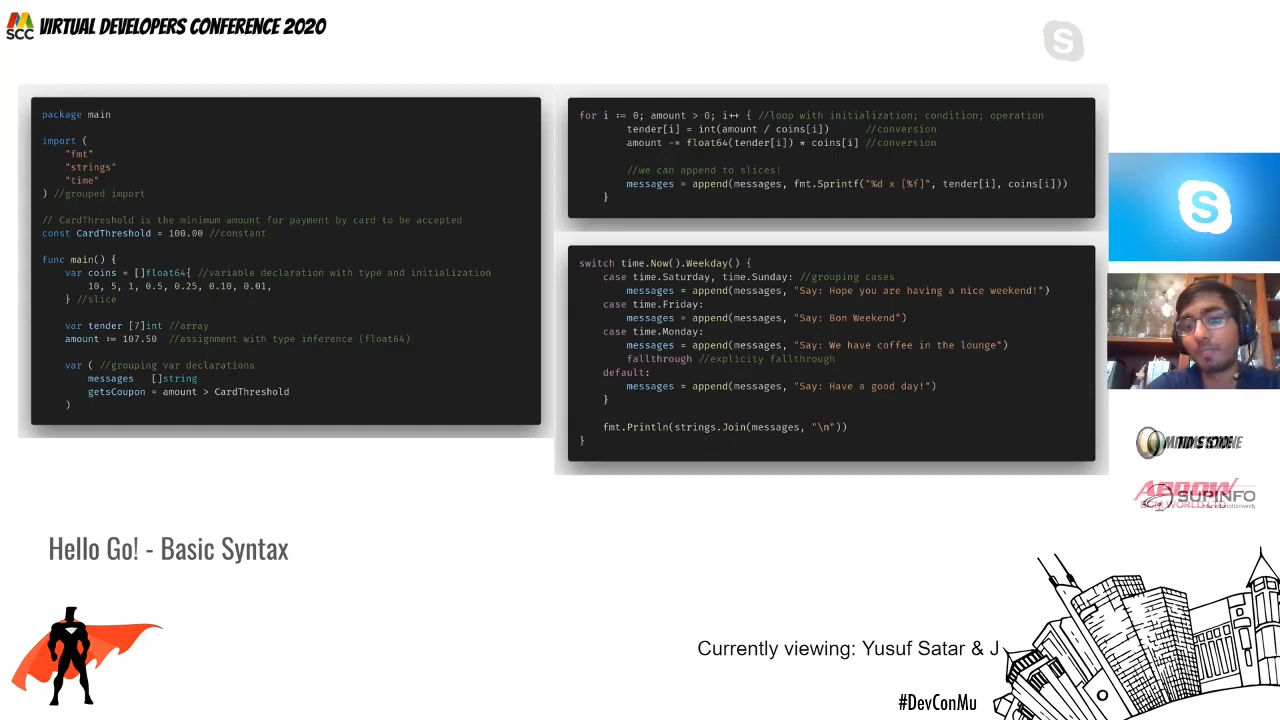 SCC VIRTUAL DEVELOPERS CONFERENCE 2020
package main
import (
"fmt"
"strings"
"time"
) //grouped import
// CardThreshold is the minimum amount for payment by card to be accepted
const CardThreshold = 100.00 //constant
func main() {
var coins = []float64{ //variable declaration with type and initialization
10, 5, 1, 0.5, 0.25, 0.10, 0.01,
} //slice
var tender [7]int //array
amount := 107.50 //assignment with type inference (float64)
var ( //grouping var declarations
messages []string
getsCoupon = amount > CardThreshold
)
for i := 0; amount > 0; i++ { //loop with initialization; condition; operation
tender[i] = int(amount / coins[i]) //conversion
amount -= float64(tender[i]) * coins[i] //conversion
//we can append to slices!
messages = append(messages, fmt.Sprintf("%d x [%f]", tender[i], coins[i]))
}
switch time.Now().Weekday() {
case time.Saturday, time.Sunday: //grouping cases
messages = append(messages, "Say: Hope you are having a nice weekend!")
case time.Friday:
messages = append(messages, "Say: Bon Weekend")
case time.Monday:
messages = append(messages, "Say: We have coffee in the lounge")
fallthrough //explicity fallthrough
default:
messages = append(messages, "Say: Have a good day!")
}
fmt.Println(strings.Join(messages, "\n"))
}
SUPINFO
Hello Go! - Basic Syntax
Currently viewing: Yusuf Satar & J
#DevConMu